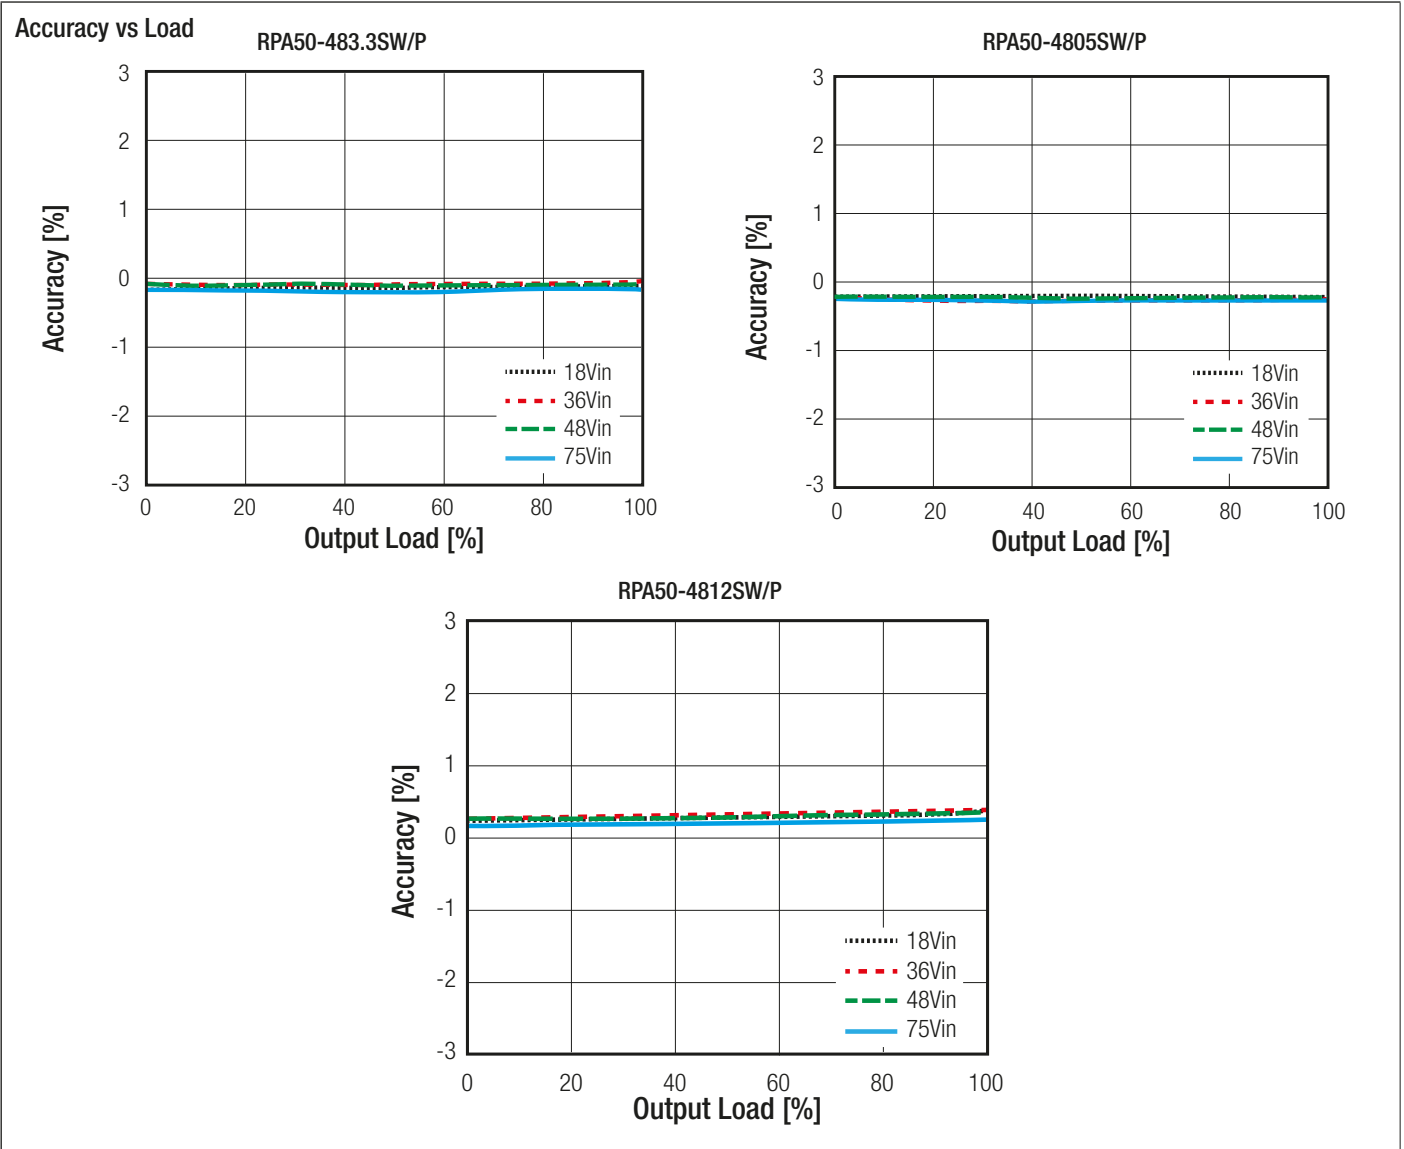 Accuracy vs Load
RPA50-483.3SW/P
3
2
1
0
-1
-2
-3
Accuracy [%]
18Vin
36Vin
48Vin
75Vin
0 20 40 60 80 100
Output Load [%]
RPA50-4805SW/P
3
2
1
0
-1
-2
-3
Accuracy [%]
18Vin
36Vin
48Vin
75Vin
0 20 40 60 80 100
Output Load [%]
RPA50-4812SW/P
3
2
1
0
-1
-2
-3
Accuracy [%]
18Vin
36Vin
48Vin
75Vin
0 20 40 60 80 100
Output Load [%]